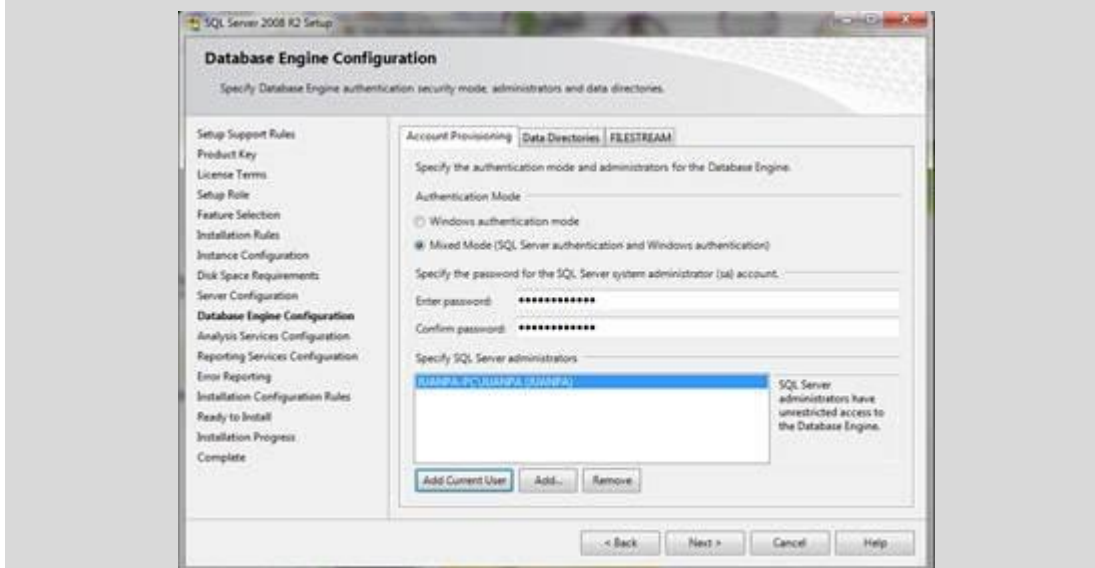 SQL Server 2008 R2 Setup
Database Engine Configuration
Specify Database Engine authentication security mode, administrators and data directories.
Setup Support Rules
Product Key
License Terms
Setup Role
Feature Selection
Installation Rules
Instance Configuration
Disk Space Requirements
Server Configuration
Database Engine Configuration
Analysis Services Configuration
Reporting Services Configuration
Error Reporting
Installation Configuration Rules
Ready to Install
Installation Progress
Complete
Account Provisioning Data Directories FILESTREAM
Specify the authentication mode and administrators for the Database Engine.
Authentication Mode
Windows authentication mode
Mixed Mode (SQL Server authentication and Windows authentication)
Specify the password for the SQL Server system administrator (sa) account.
Enter password: ●●●●●●●●●●●●
Confirm password: ●●●●●●●●●●●●
Specify SQL Server administrators
JUANPA-PC\JUANPA (JUANPA)
SQL Server
administrators have
unrestricted access to
the Database Engine.
Add Current User Add... Remove
< Back Next > Cancel Help